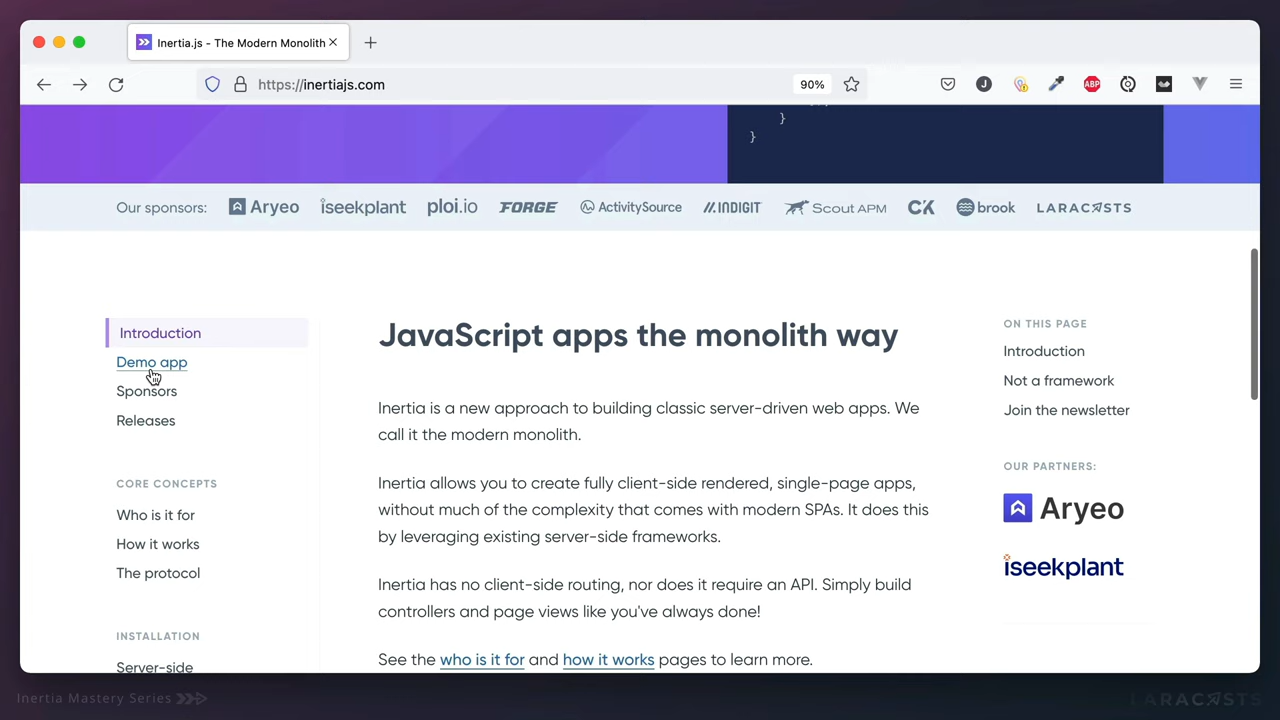 Inertia.js - The Modern Monolith
https://inertiajs.com
90%
J
ABP
}
}
Our sponsors:
Aryeo
iseekplant
ploi.io
FORGE
ActivitySource
INDIGIT
SCOUT APM
CK
brook
LARACASTS
Introduction
Demo app
Sponsors
Releases
CORE CONCEPTS
Who is it for
How it works
The protocol
INSTALLATION
Server-side
JavaScript apps the monolith way
Inertia is a new approach to building classic server-driven web apps. We
call it the modern monolith.
Inertia allows you to create fully client-side rendered, single-page apps,
without much of the complexity that comes with modern SPAs. It does this
by leveraging existing server-side frameworks.
Inertia has no client-side routing, nor does it require an API. Simply build
controllers and page views like you've always done!
See the who is it for and how it works pages to learn more.
ON THIS PAGE
Introduction
Not a framework
Join the newsletter
OUR PARTNERS:
Aryeo
iseekplant
Inertia Mastery Series
LARACASTS